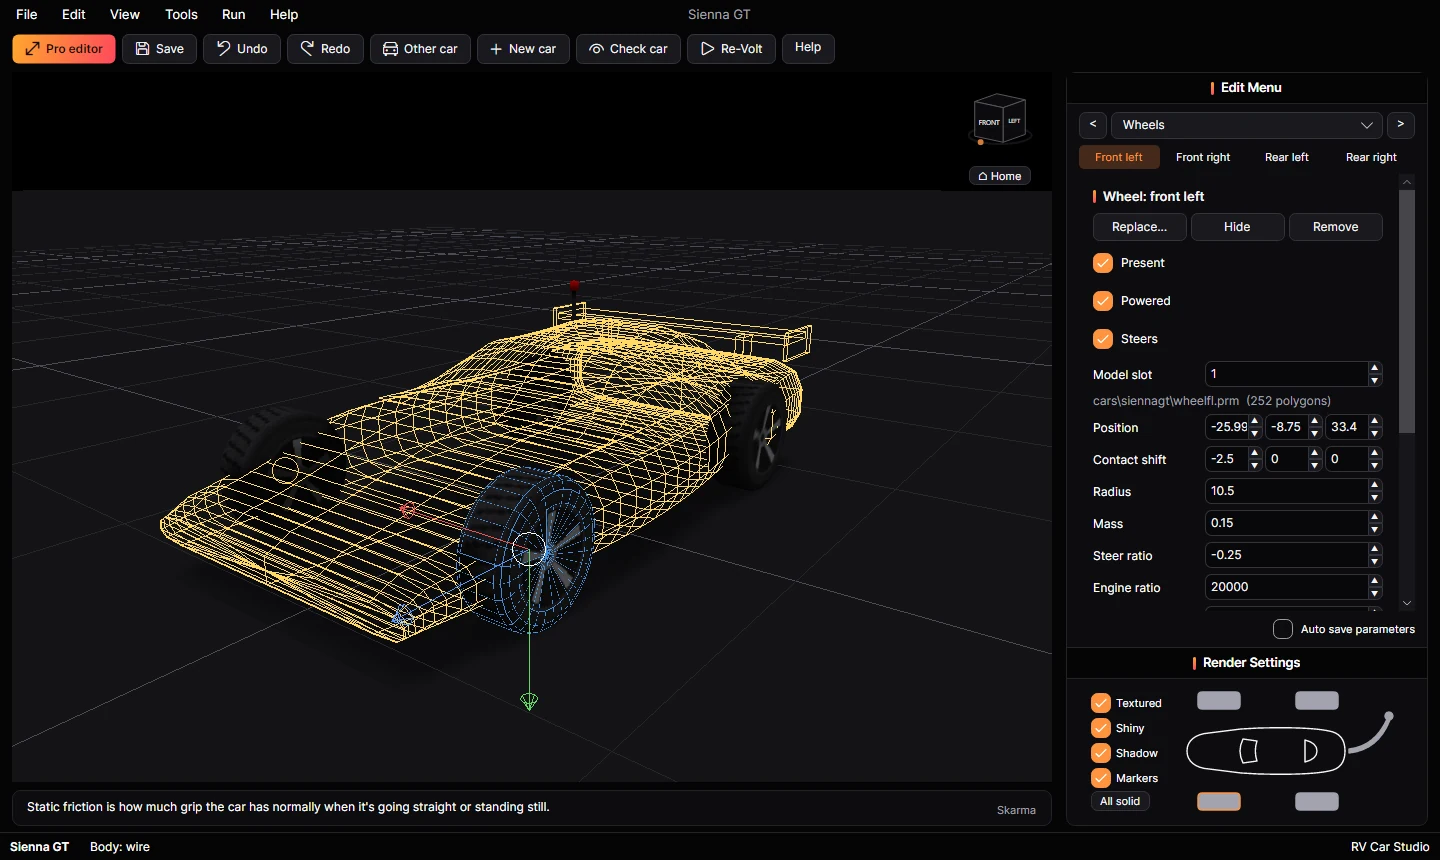 File Edit View Tools Run Help
Sienna GT
Pro editor Save Undo Redo Other car New car Check car Re-Volt Help
FRONT LEFT
Home
Edit Menu
< Wheels >
Front left Front right Rear left Rear right
Wheel: front left
Replace... Hide Remove
Present
Powered
Steers
Model slot 1
cars\siennagt\wheelfl.prm (252 polygons)
Position -25.99 -8.75 33.4
Contact shift -2.5 0 0
Radius 10.5
Mass 0.15
Steer ratio -0.25
Engine ratio 20000
Auto save parameters
Render Settings
Textured
Shiny
Shadow
Markers
All solid
Static friction is how much grip the car has normally when it's going straight or standing still.
Skarma
Sienna GT Body: wire
RV Car Studio